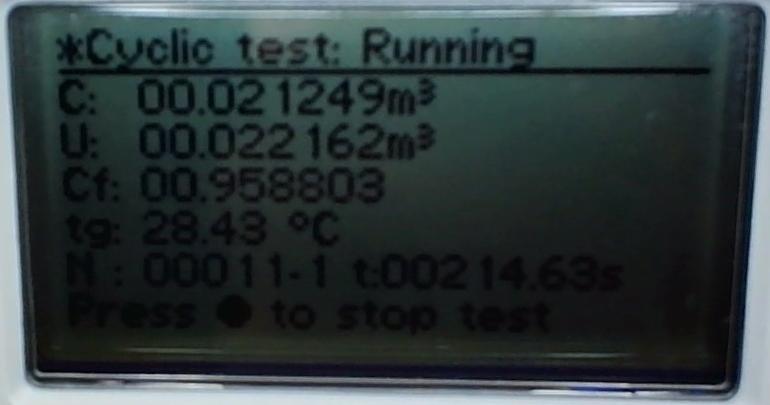 *Cyclic test: Running
C: 00.021249m³
U: 00.022162m³
Cf: 00.958803
tg: 28.43 °C
N : 00011-1 t:00214.63s
Press ● to stop test